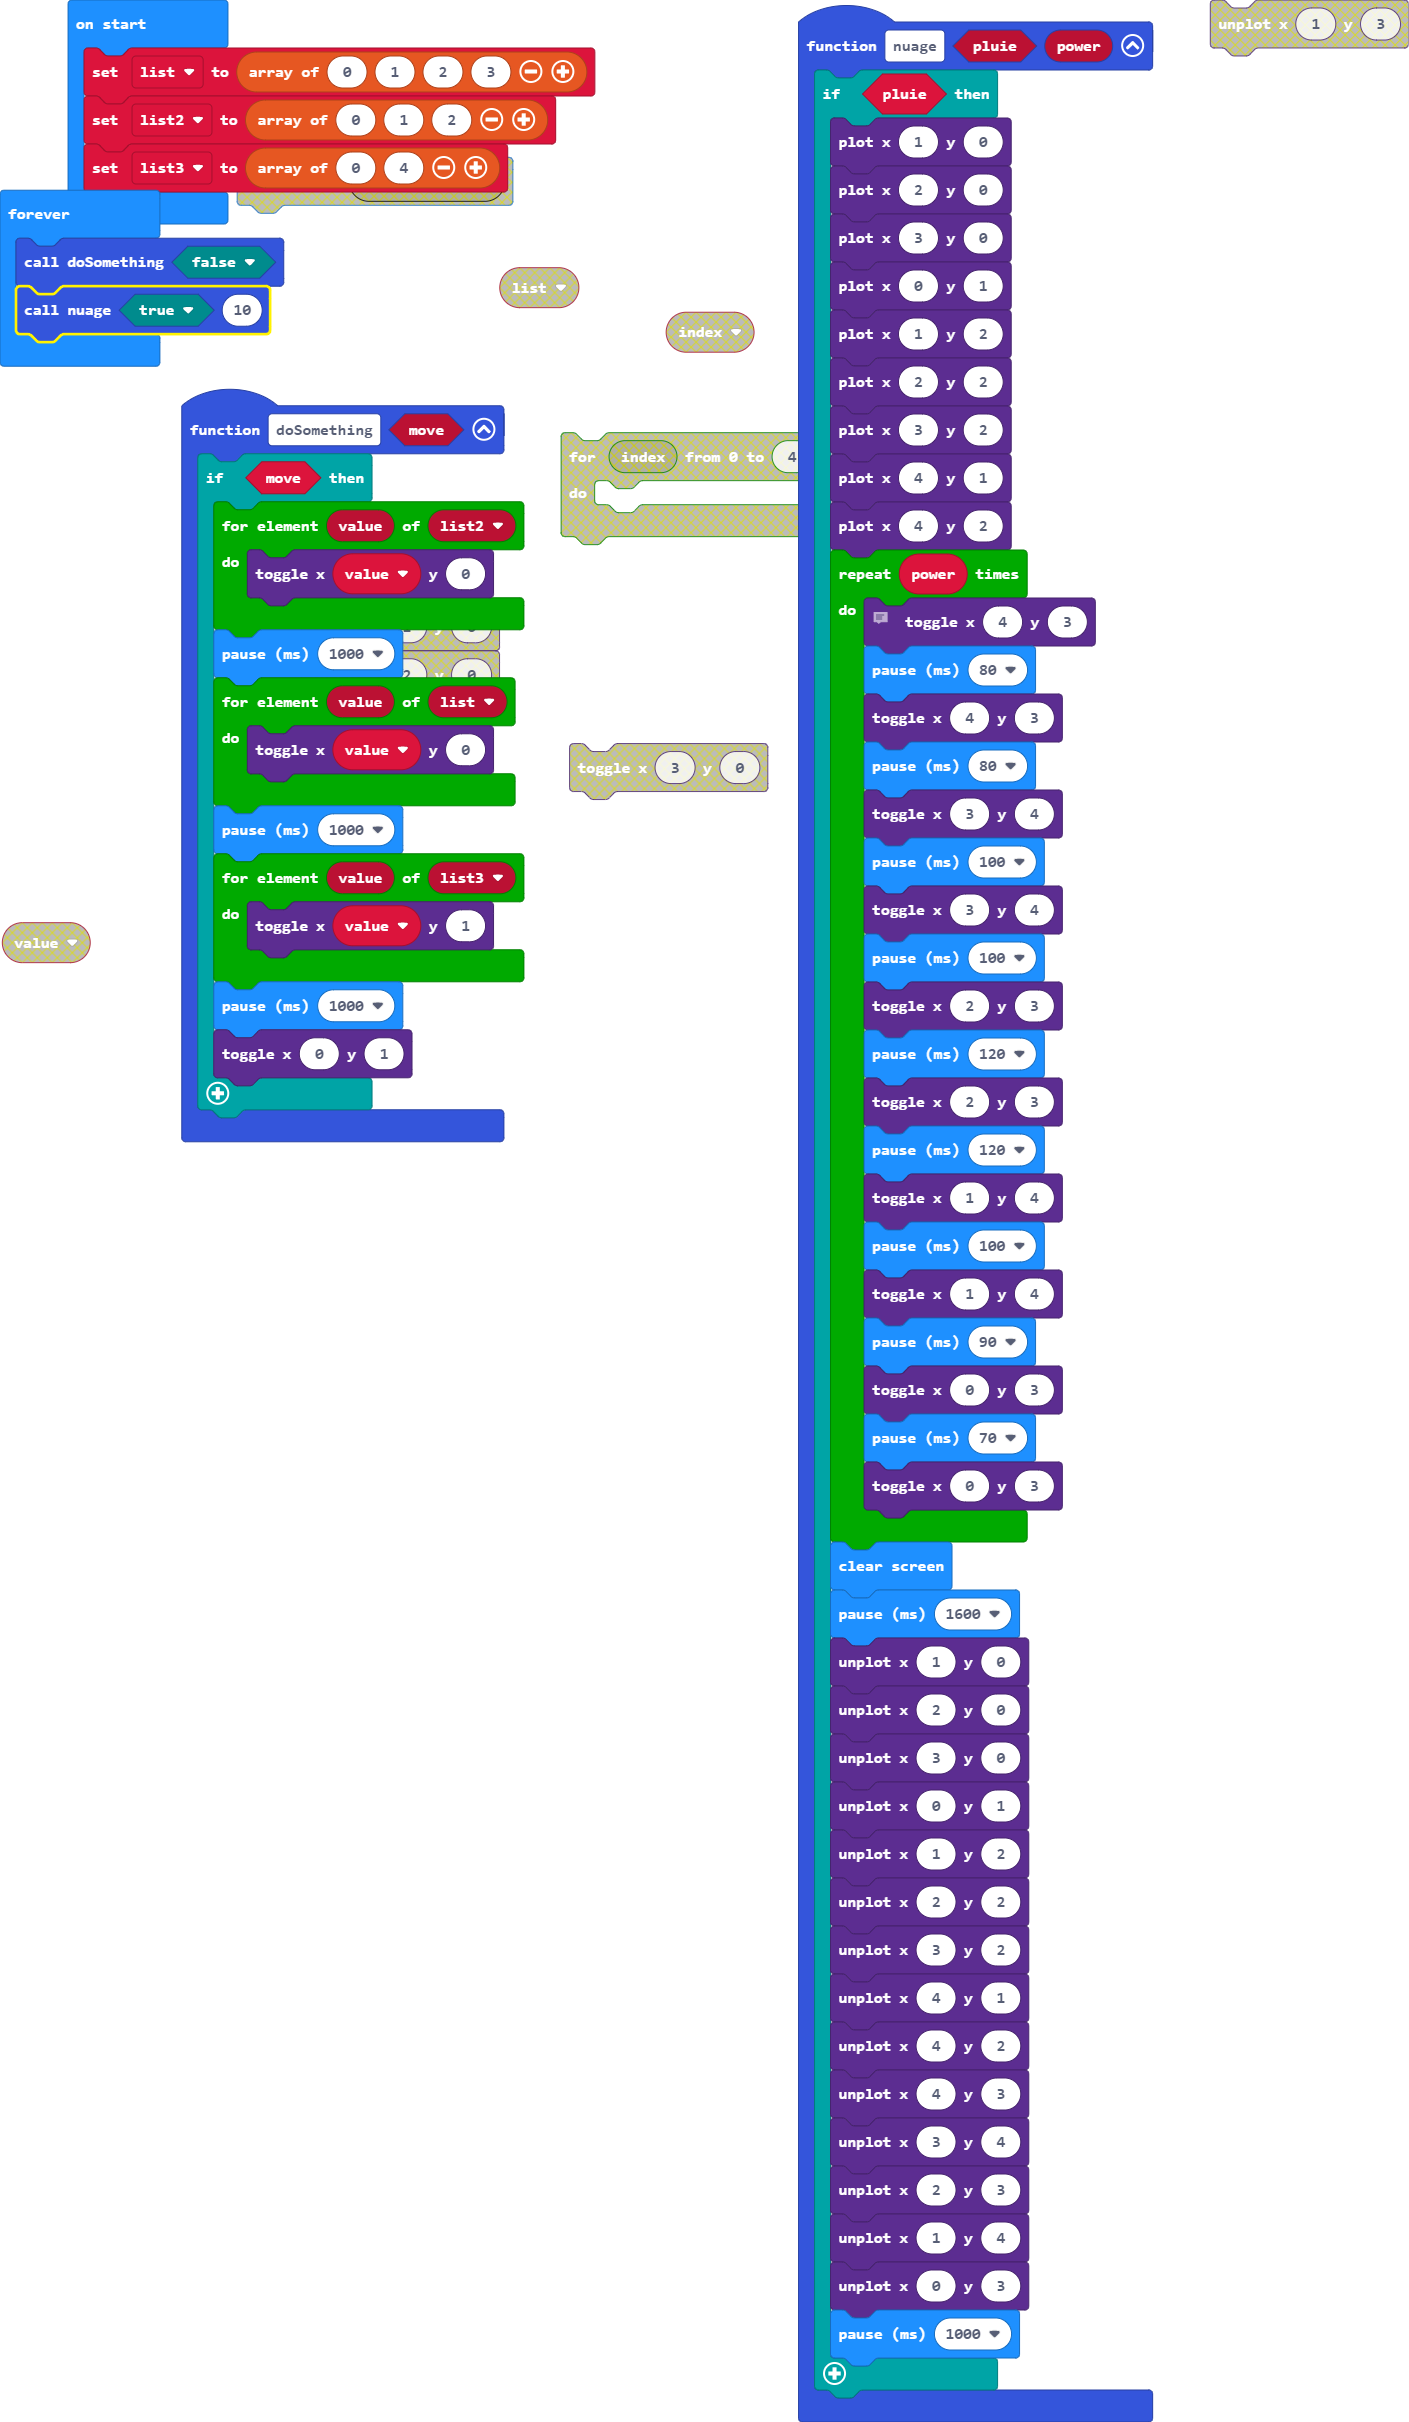 on start
set list to array of 0 1 2 3
set list2 to array of 0 1 2
set list3 to array of 0 4
forever
call doSomething false
call nuage true 10
list
index
function doSomething move
if move then
for element value of list2
do toggle x value y 0
pause (ms) 1000
for element value of list
do toggle x value y 0
pause (ms) 1000
for element value of list3
do toggle x value y 1
pause (ms) 1000
toggle x 0 y 1
y 0
2 y 0
value
for index from 0 to 4
do
toggle x 3 y 0
function nuage pluie power
if pluie then
plot x 1 y 0
plot x 2 y 0
plot x 3 y 0
plot x 0 y 1
plot x 1 y 2
plot x 2 y 2
plot x 3 y 2
plot x 4 y 1
plot x 4 y 2
repeat power times
do toggle x 4 y 3
pause (ms) 80
toggle x 4 y 3
pause (ms) 80
toggle x 3 y 4
pause (ms) 100
toggle x 3 y 4
pause (ms) 100
toggle x 2 y 3
pause (ms) 120
toggle x 2 y 3
pause (ms) 120
toggle x 1 y 4
pause (ms) 100
toggle x 1 y 4
pause (ms) 90
toggle x 0 y 3
pause (ms) 70
toggle x 0 y 3
clear screen
pause (ms) 1600
unplot x 1 y 0
unplot x 2 y 0
unplot x 3 y 0
unplot x 0 y 1
unplot x 1 y 2
unplot x 2 y 2
unplot x 3 y 2
unplot x 4 y 1
unplot x 4 y 2
unplot x 4 y 3
unplot x 3 y 4
unplot x 2 y 3
unplot x 1 y 4
unplot x 0 y 3
pause (ms) 1000
unplot x 1 y 3